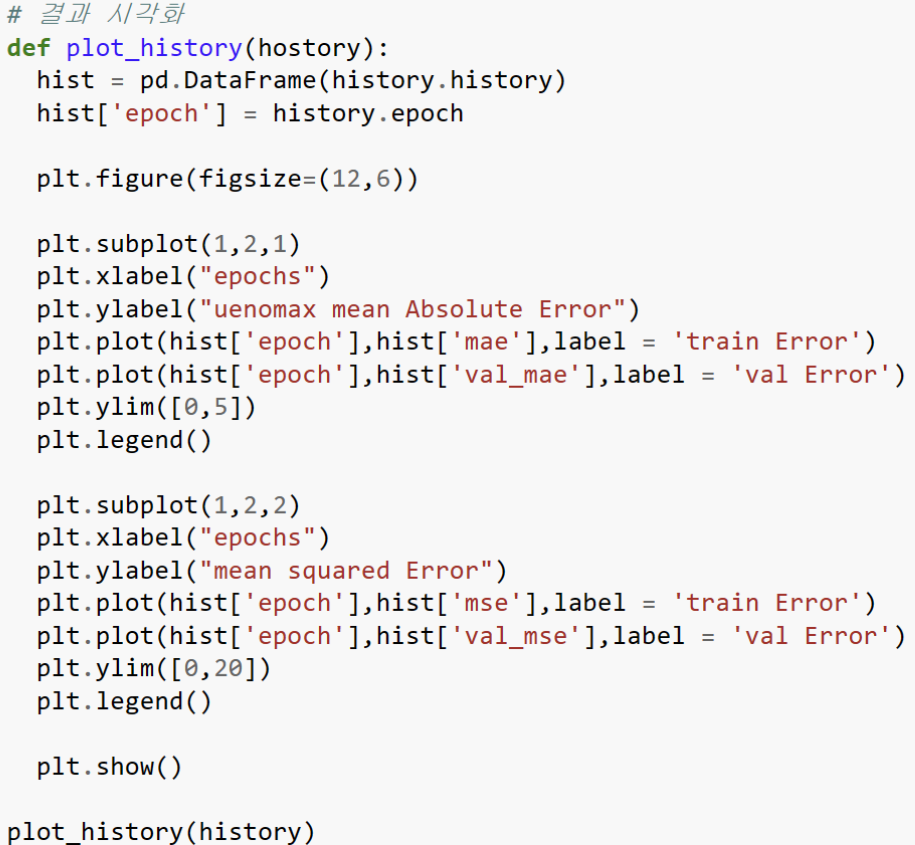 # 결과 시각화
def plot_history(hostory):
  hist = pd.DataFrame(history.history)
  hist['epoch'] = history.epoch

  plt.figure(figsize=(12,6))

  plt.subplot(1,2,1)
  plt.xlabel("epochs")
  plt.ylabel("uenomax mean Absolute Error")
  plt.plot(hist['epoch'],hist['mae'],label = 'train Error')
  plt.plot(hist['epoch'],hist['val_mae'],label = 'val Error')
  plt.ylim([0,5])
  plt.legend()

  plt.subplot(1,2,2)
  plt.xlabel("epochs")
  plt.ylabel("mean squared Error")
  plt.plot(hist['epoch'],hist['mse'],label = 'train Error')
  plt.plot(hist['epoch'],hist['val_mse'],label = 'val Error')
  plt.ylim([0,20])
  plt.legend()

  plt.show()

plot_history(history)